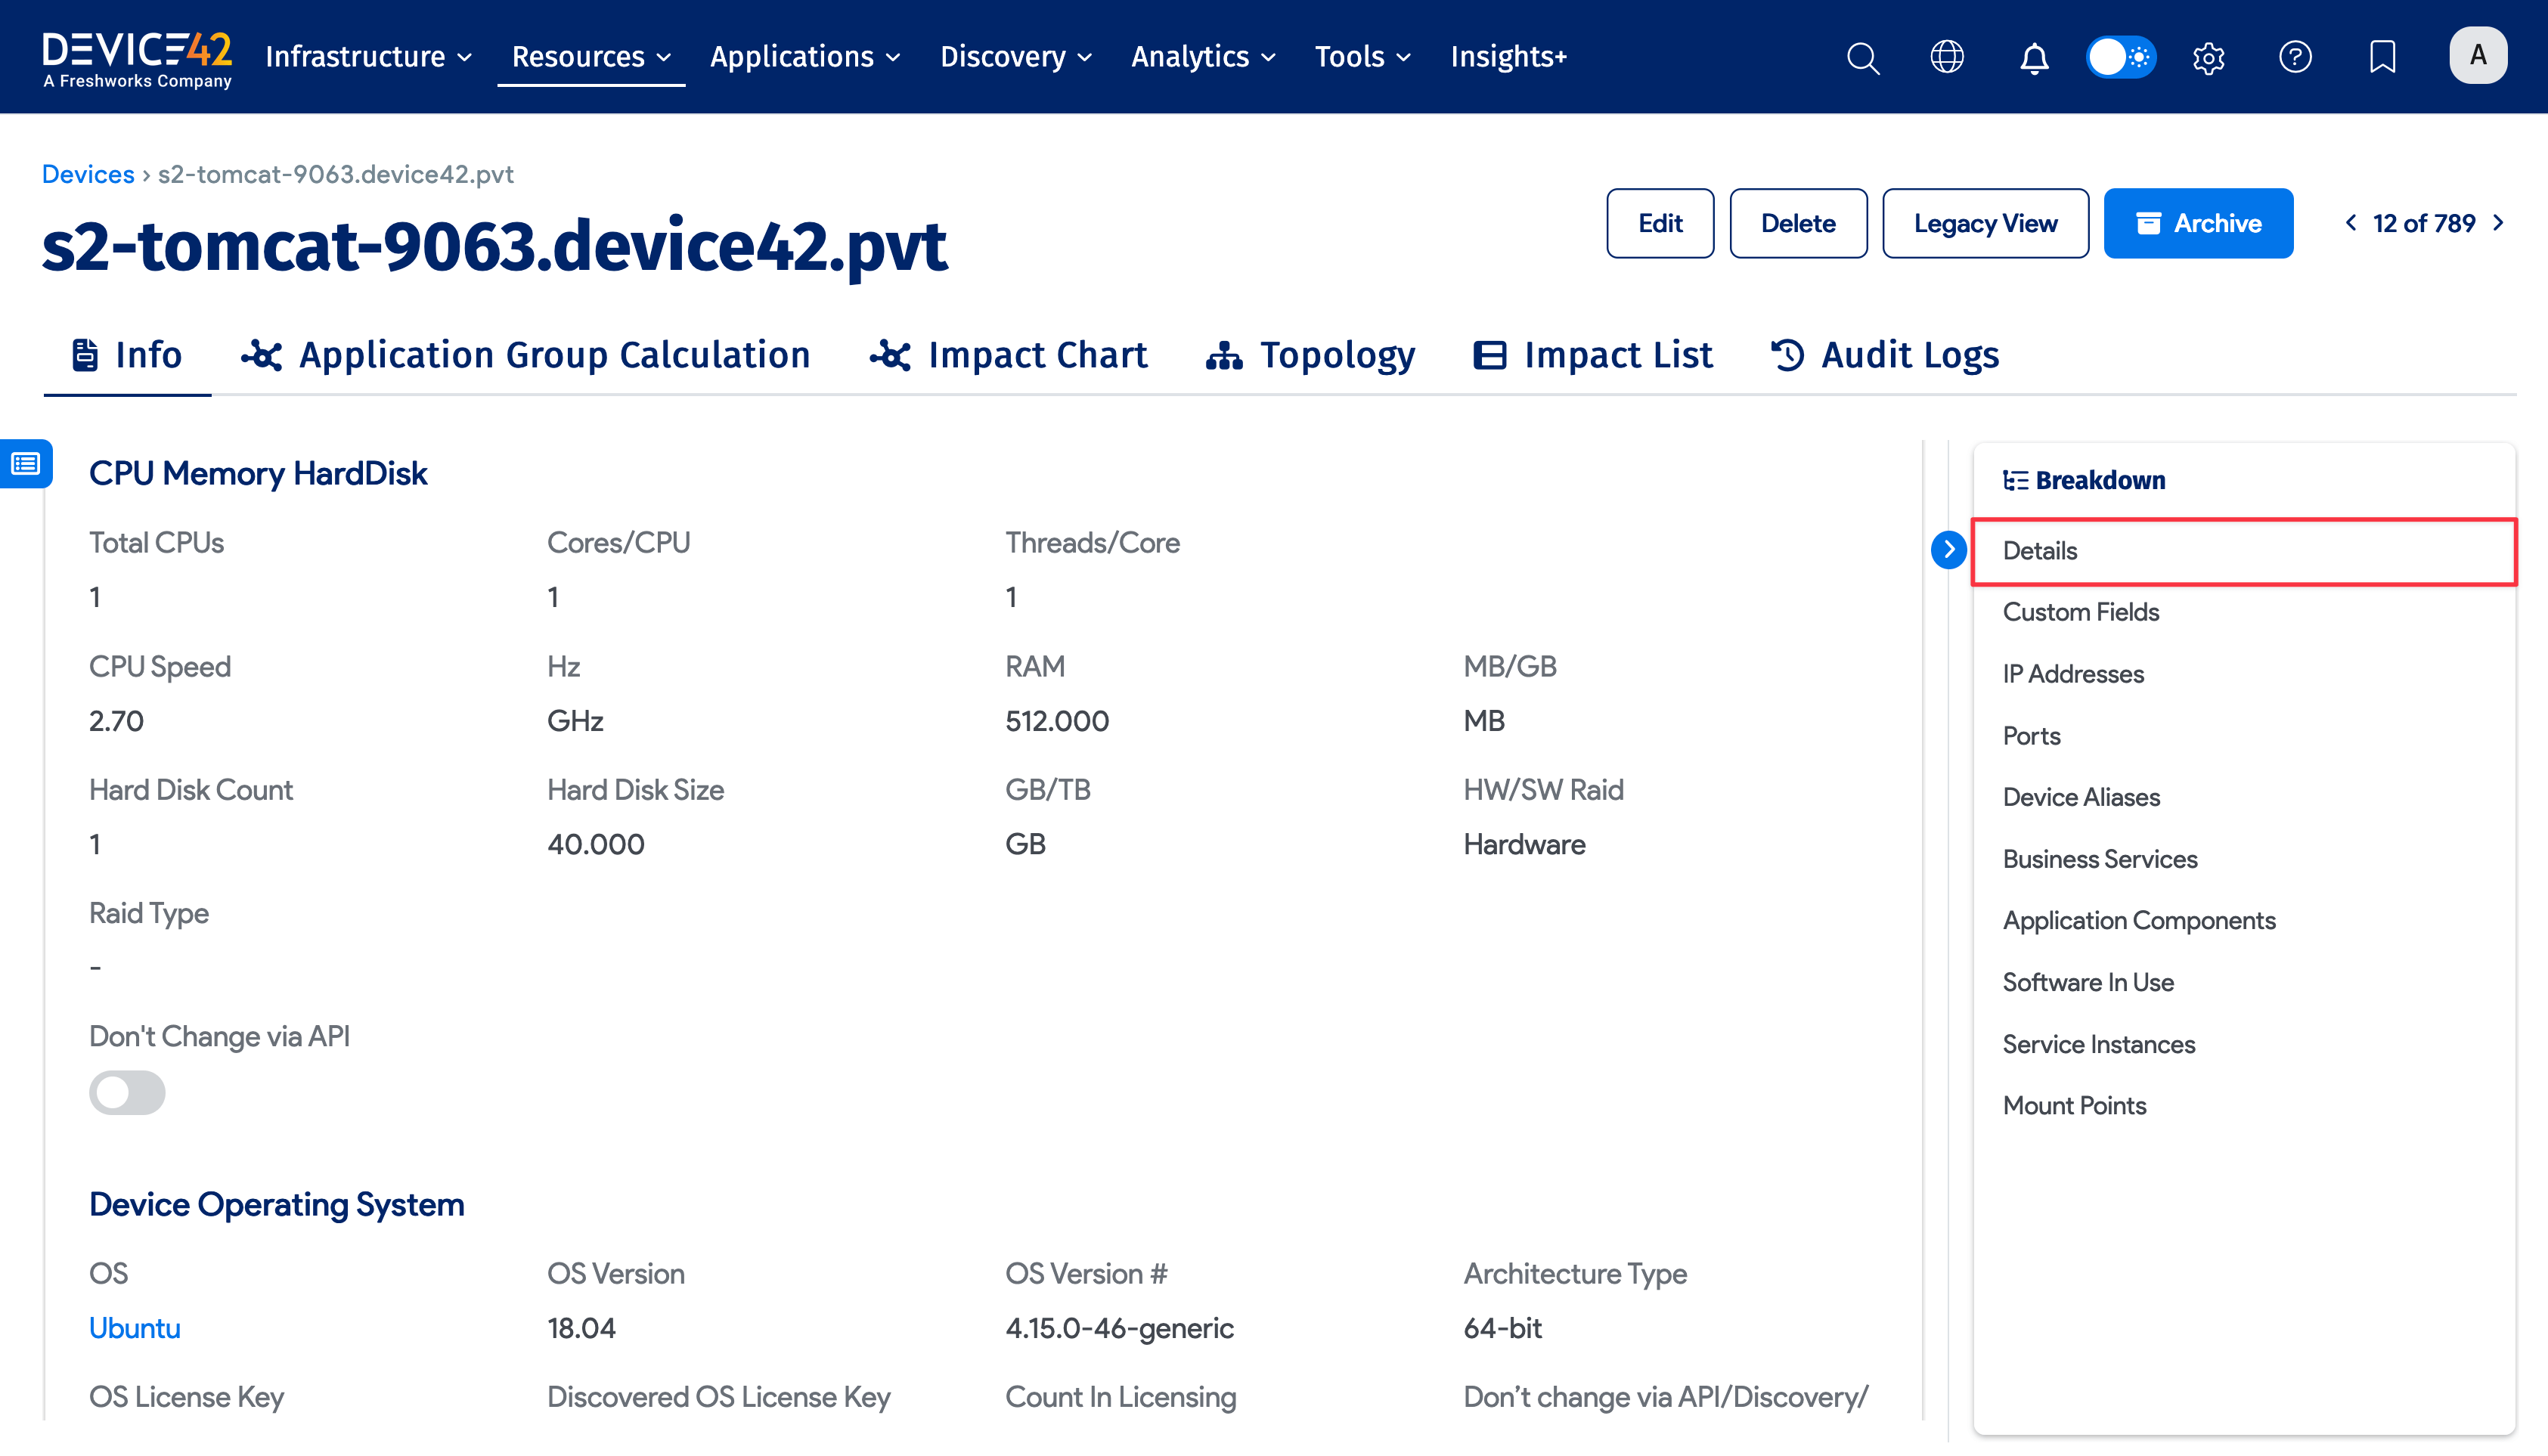 DEVICE42
A Freshworks Company
Infrastructure Resources Applications Discovery Analytics Tools Insights+
A
Devices › s2-tomcat-9063.device42.pvt
s2-tomcat-9063.device42.pvt
Edit Delete Legacy View Archive 12 of 789
Info Application Group Calculation Impact Chart Topology Impact List Audit Logs
CPU Memory HardDisk
Total CPUs Cores/CPU Threads/Core
1 1 1
CPU Speed Hz RAM MB/GB
2.70 GHz 512.000 MB
Hard Disk Count Hard Disk Size GB/TB HW/SW Raid
1 40.000 GB Hardware
Raid Type
-
Don't Change via API
Device Operating System
OS OS Version OS Version # Architecture Type
Ubuntu 18.04 4.15.0-46-generic 64-bit
OS License Key Discovered OS License Key Count In Licensing Don’t change via API/Discovery/
Breakdown
Details
Custom Fields
IP Addresses
Ports
Device Aliases
Business Services
Application Components
Software In Use
Service Instances
Mount Points